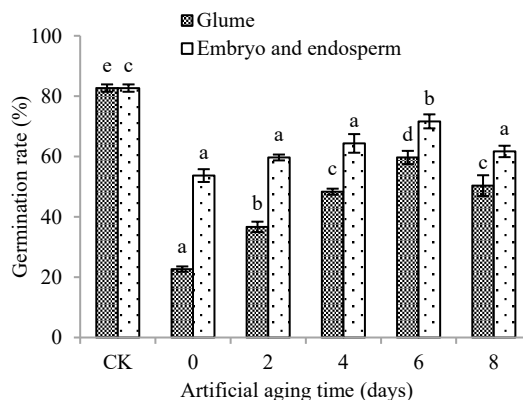 Glume
Embryo and endosperm
100
80
60
40
20
0
Germination rate (%)
e c
a a
b a
c a
d b
c a
CK 0 2 4 6 8
Artificial aging time (days)